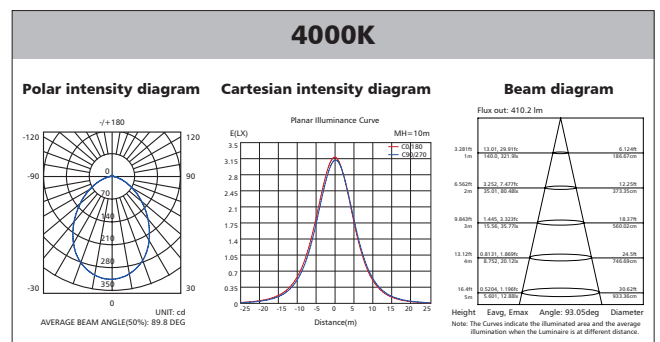 4000K
Polar intensity diagram
Cartesian intensity diagram
Beam diagram
-/+180
-120
120
-90
90
-30
30
0
0
70
140
210
280
350
UNIT: cd
AVERAGE BEAM ANGLE(50%): 89.8 DEG
Planar Illuminance Curve
E(LX)
MH=10m
C0/180
C90/270
3.5
3.15
2.8
2.45
2.1
1.75
1.4
1.05
0.7
0.35
0
-25 -20 -15 -10 -5 0 5 10 15 20 25
Distance(m)
Flux out: 410.2 lm
3.281ft 13.01, 29.91fc 6.124ft
1m 140.0, 321.9lx 186.67cm
6.562ft 3.252, 7.477fc 12.25ft
2m 35.01, 80.48lx 373.35cm
9.843ft 1.445, 3.323fc 18.37ft
3m 15.56, 35.77lx 560.02cm
13.12ft 0.8131, 1.869fc 24.5ft
4m 8.752, 20.12lx 746.69cm
16.4ft 0.5204, 1.196fc 30.62ft
5m 5.601, 12.88lx 933.36cm
Height Eavg, Emax Angle: 93.05deg Diameter
Note: The Curves indicate the illuminated area and the average
illumination when the Luminaire is at different distance.